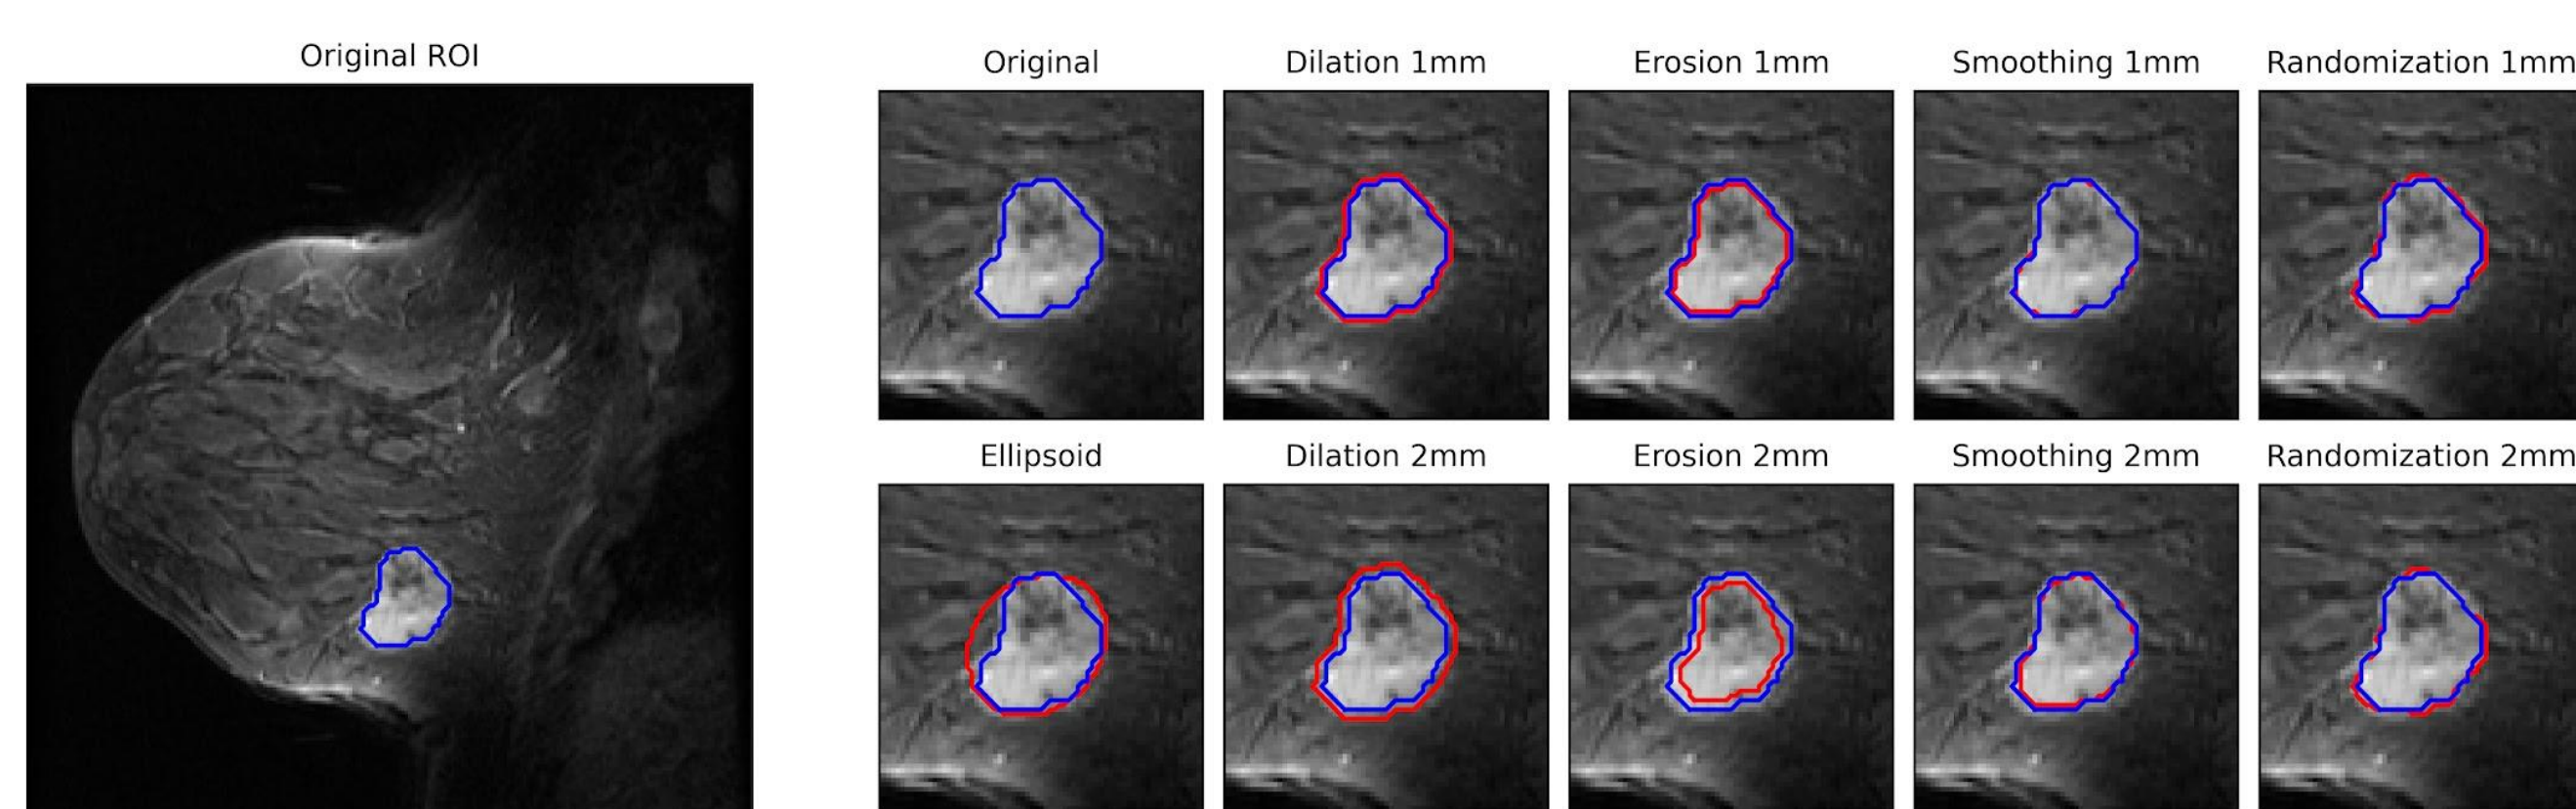 Original ROI
Original
Dilation 1mm
Erosion 1mm
Smoothing 1mm
Randomization 1mm
Ellipsoid
Dilation 2mm
Erosion 2mm
Smoothing 2mm
Randomization 2mm